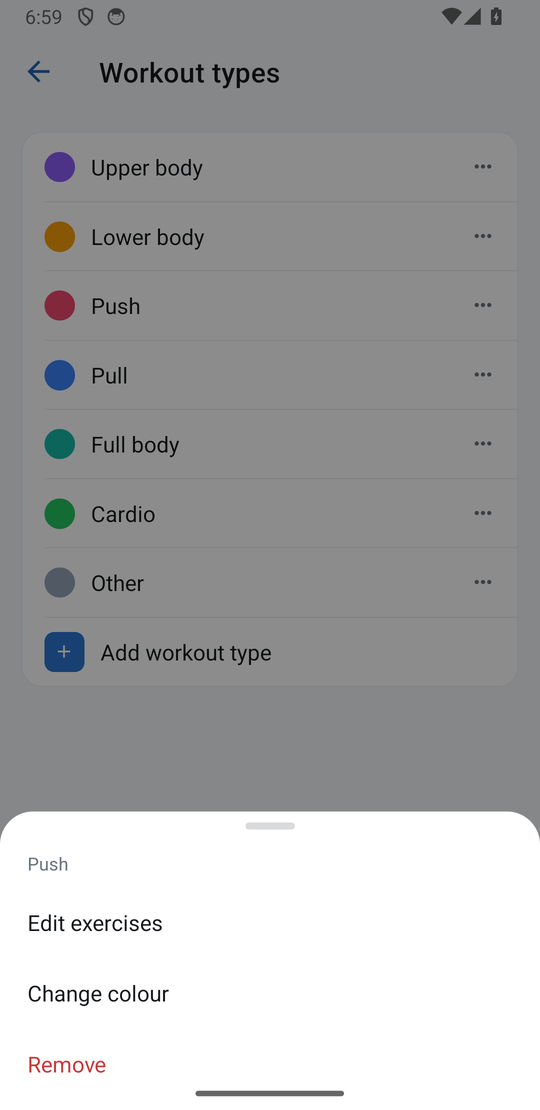 6:59
Workout types
Upper body
Lower body
Push
Pull
Full body
Cardio
Other
Add workout type
Push
Edit exercises
Change colour
Remove